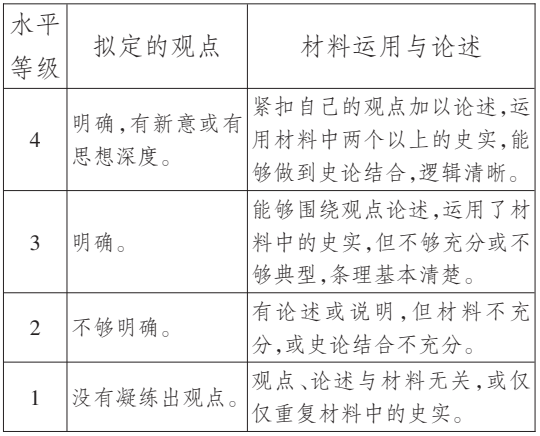 水平
等级
拟定的观点
材料运用与论述
4
明确,有新意或有
思想深度。
紧扣自己的观点加以论述,运
用材料中两个以上的史实,能
够做到史论结合,逻辑清晰。
3
明确。
能够围绕观点论述,运用了材
料中的史实,但不够充分或不
够典型,条理基本清楚。
2
不够明确。
有论述或说明,但材料不充
分,或史论结合不充分。
1
没有凝练出观点。
观点、论述与材料无关,或仅
仅重复材料中的史实。